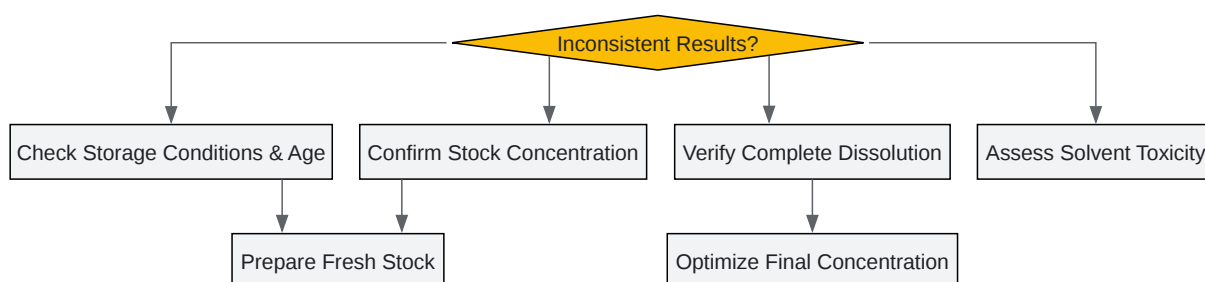 Inconsistent Results?
Check Storage Conditions & Age
Confirm Stock Concentration
Verify Complete Dissolution
Assess Solvent Toxicity
Prepare Fresh Stock
Optimize Final Concentration